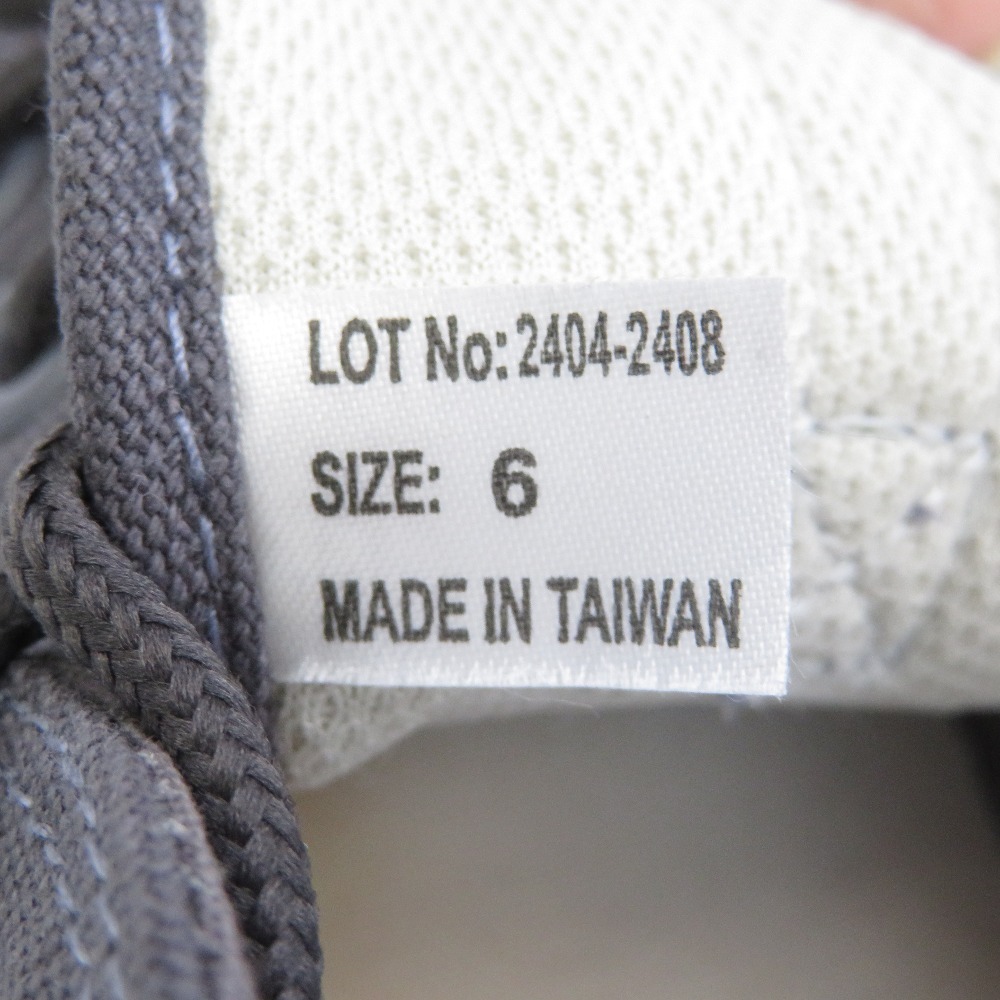 LOT No: 2404-2408
SIZE: 6
MADE IN TAIWAN